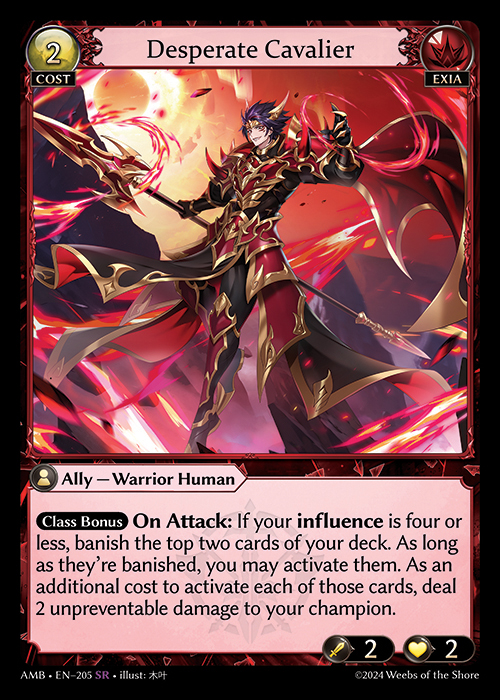 2
Desperate Cavalier
COST
EXIA
Ally — Warrior Human
Class Bonus On Attack: If your influence is four or
less, banish the top two cards of your deck. As long
as they're banished, you may activate them. As an
additional cost to activate each of those cards, deal
2 unpreventable damage to your champion.
2
2
AMB • EN–205 SR • illust: 木叶
©2024 Weebs of the Shore